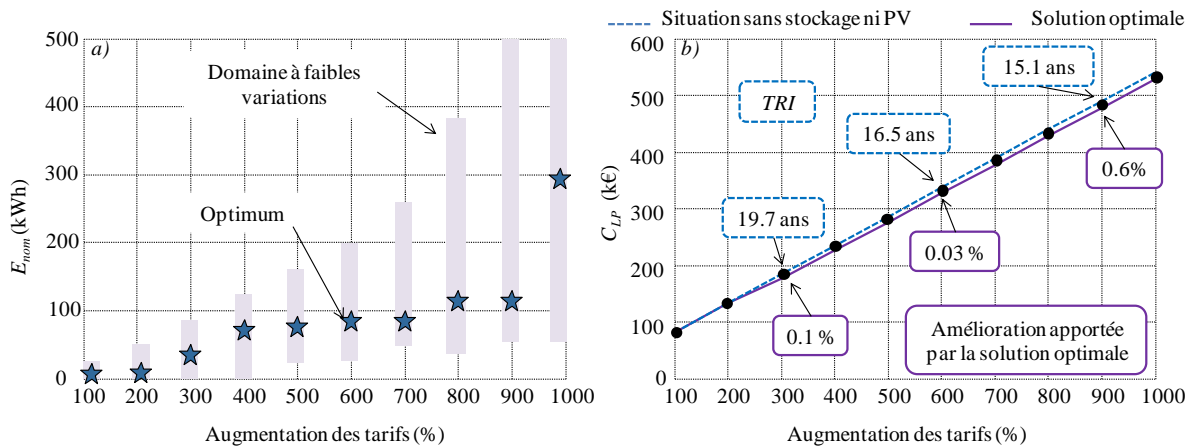 Situation sans stockage ni PV
Solution optimale
a)
500
400
300
200
100
0
E_nom (kWh)
Domaine à faibles
variations
Optimum
100 200 300 400 500 600 700 800 900 1000
Augmentation des tarifs (%)
b)
600
500
400
300
200
100
0
C_LP (k€)
TRI
15.1 ans
16.5 ans
19.7 ans
0.6%
0.03 %
0.1 %
Amélioration apportée
par la solution optimale
100 200 300 400 500 600 700 800 900 1000
Augmentation des tarifs (%)